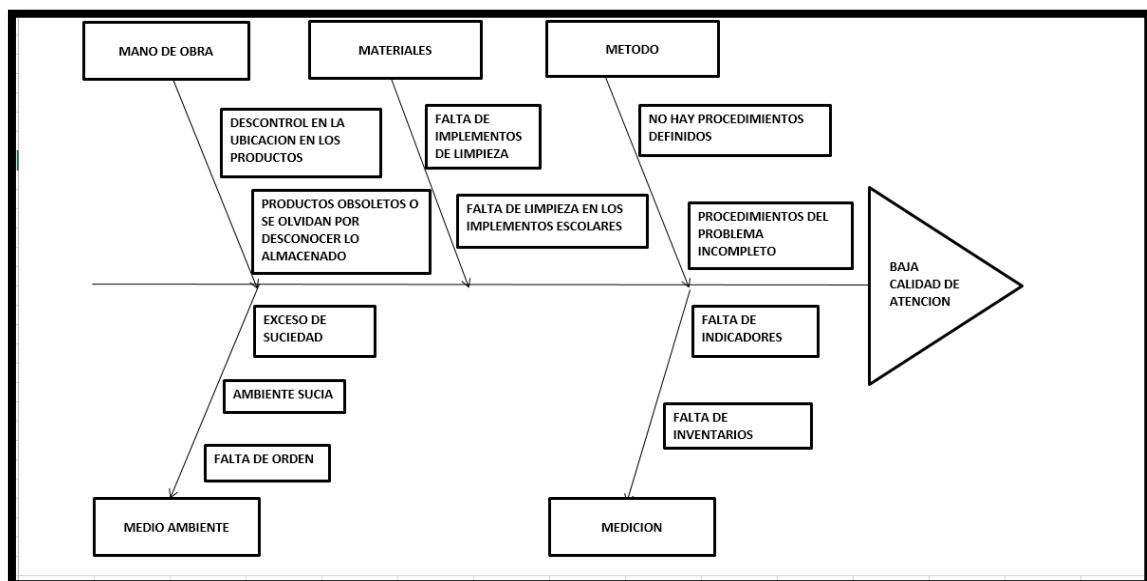 MANO DE OBRA
MATERIALES
METODO
DESCONTROL EN LA
UBICACION EN LOS
PRODUCTOS
FALTA DE
IMPLEMENTOS
DE LIMPIEZA
NO HAY PROCEDIMIENTOS
DEFINIDOS
PRODUCTOS OBSOLETOS O
SE OLVIDAN POR
DESCONOCER LO
ALMACENADO
FALTA DE LIMPIEZA EN LOS
IMPLEMENTOS ESCOLARES
PROCEDIMIENTOS DEL
PROBLEMA
INCOMPLETO
BAJA
CALIDAD DE
ATENCION
EXCESO DE
SUCIEDAD
FALTA DE
INDICADORES
AMBIENTE SUCIA
FALTA DE
INVENTARIOS
FALTA DE ORDEN
MEDIO AMBIENTE
MEDICION